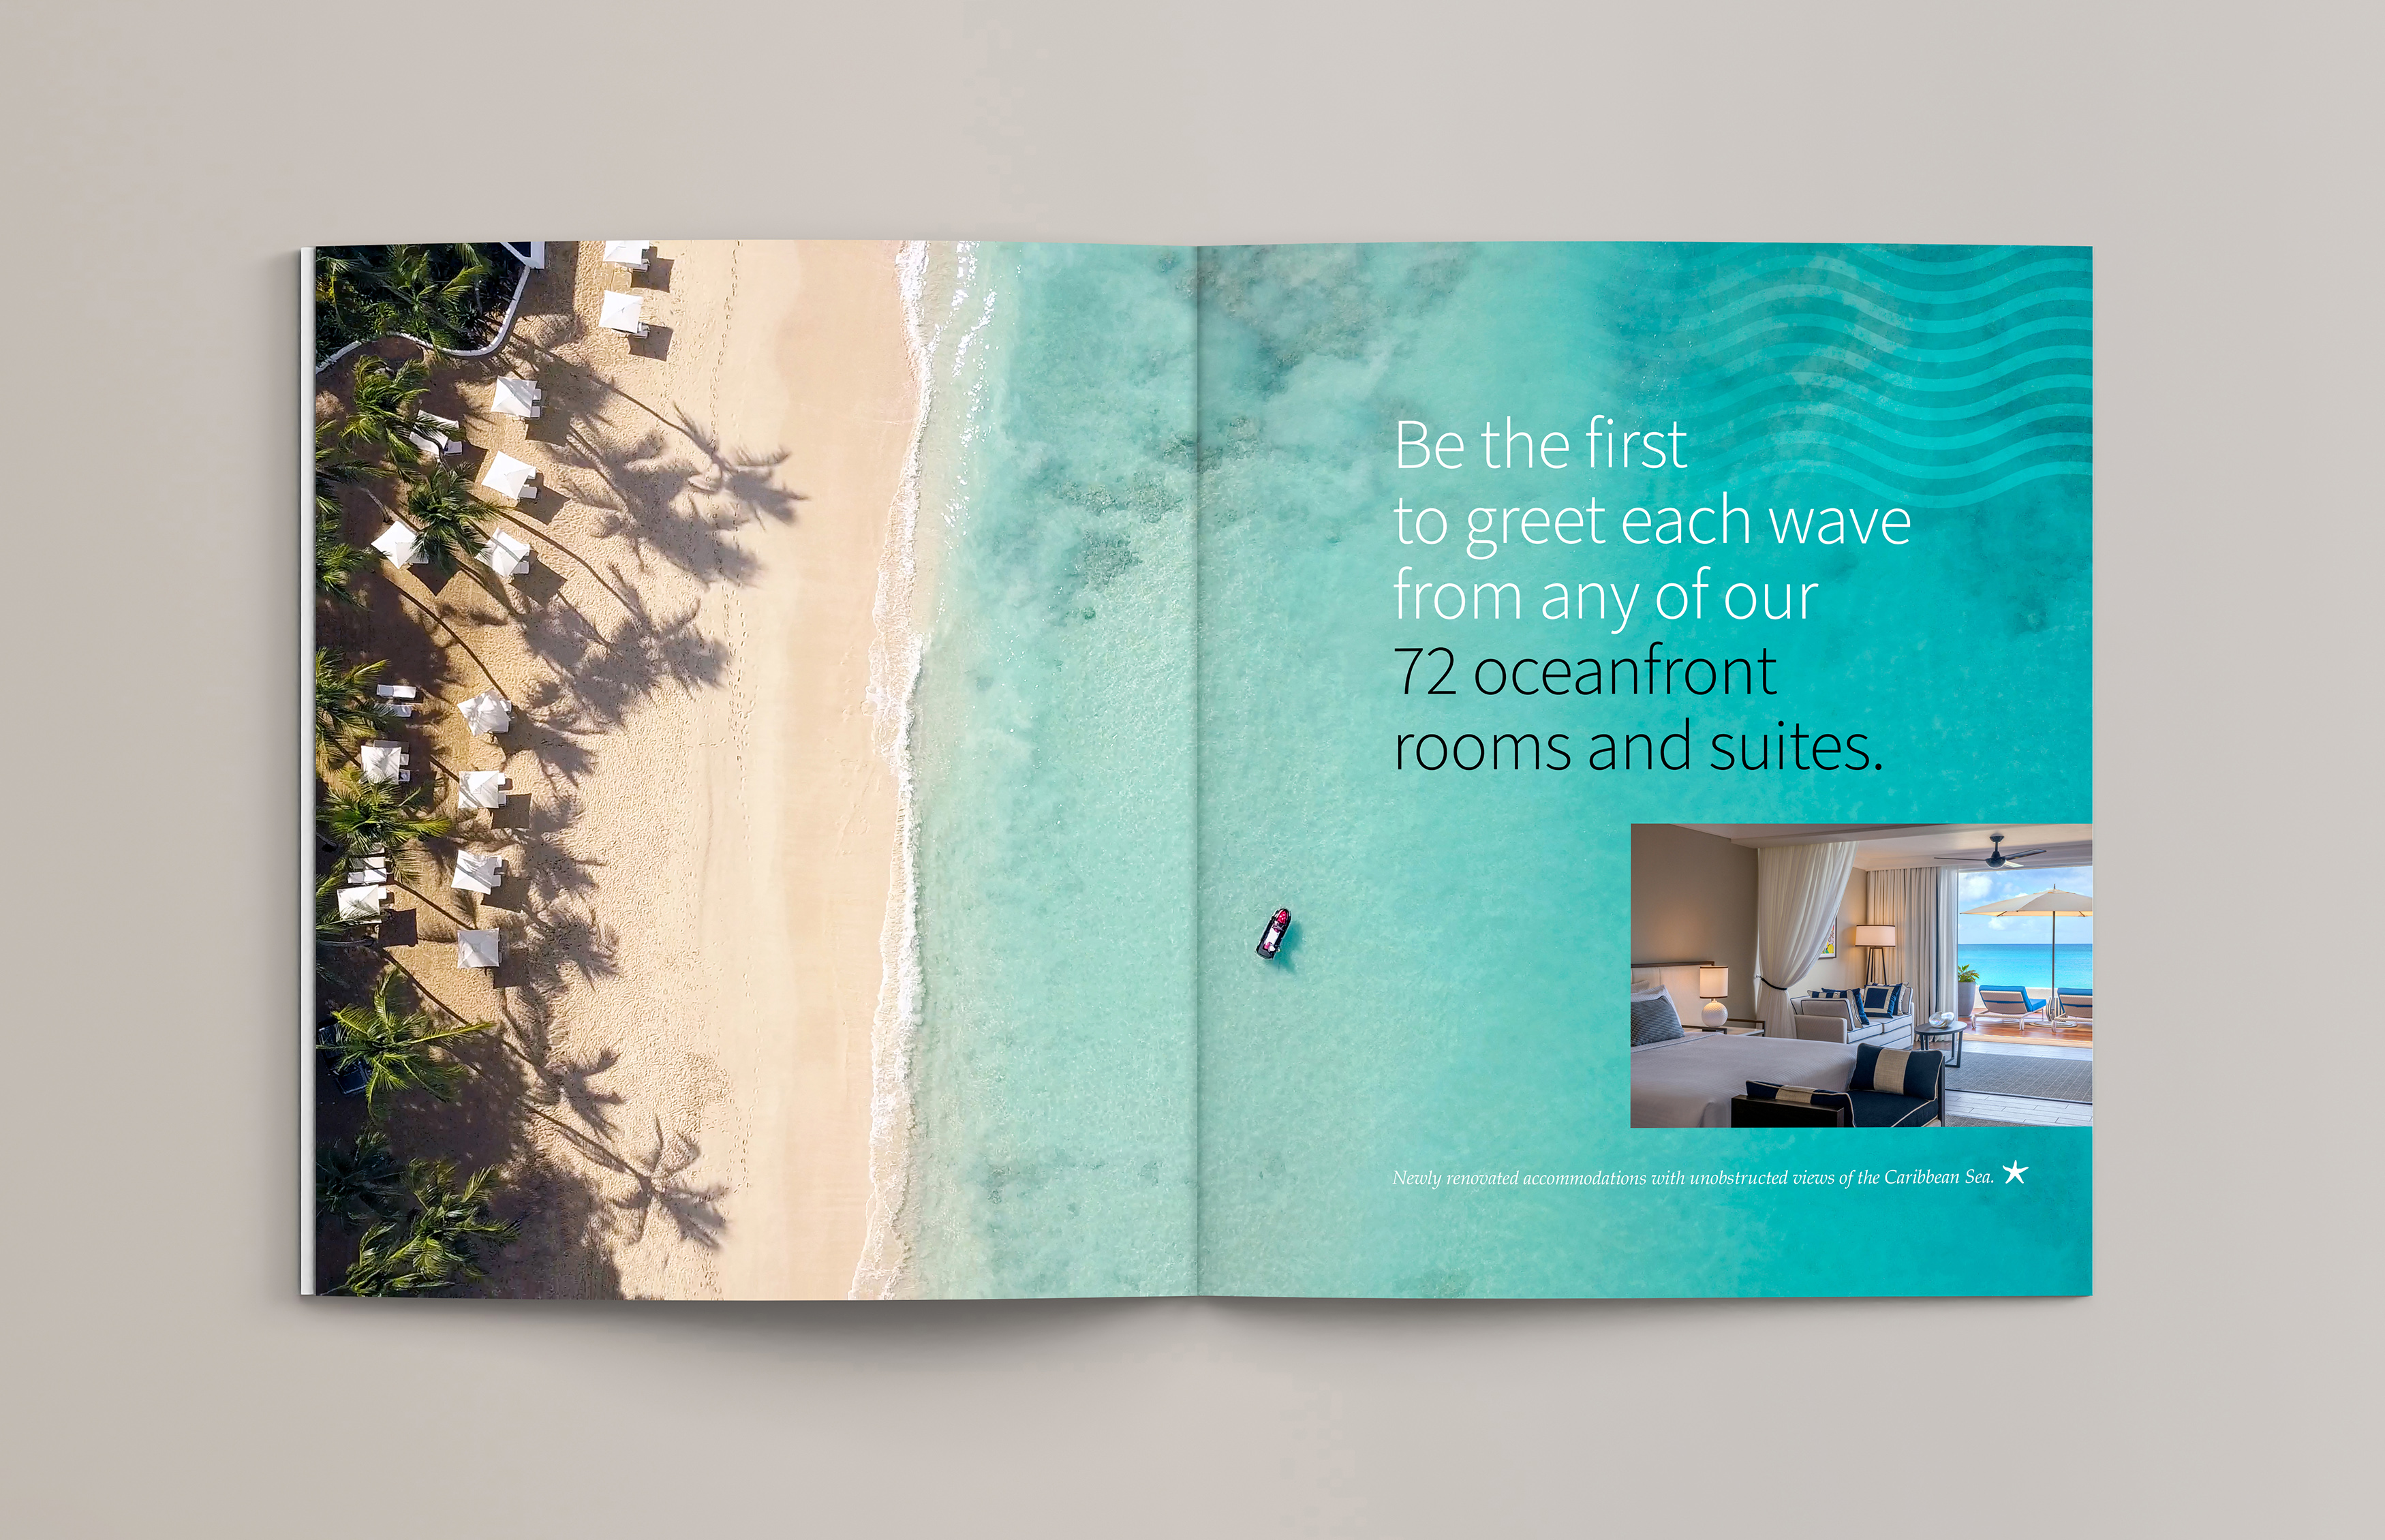 Be the first
to greet each wave
from any of our
72 oceanfront
rooms and suites.
Newly renovated accommodations with unobstructed views of the Caribbean Sea.